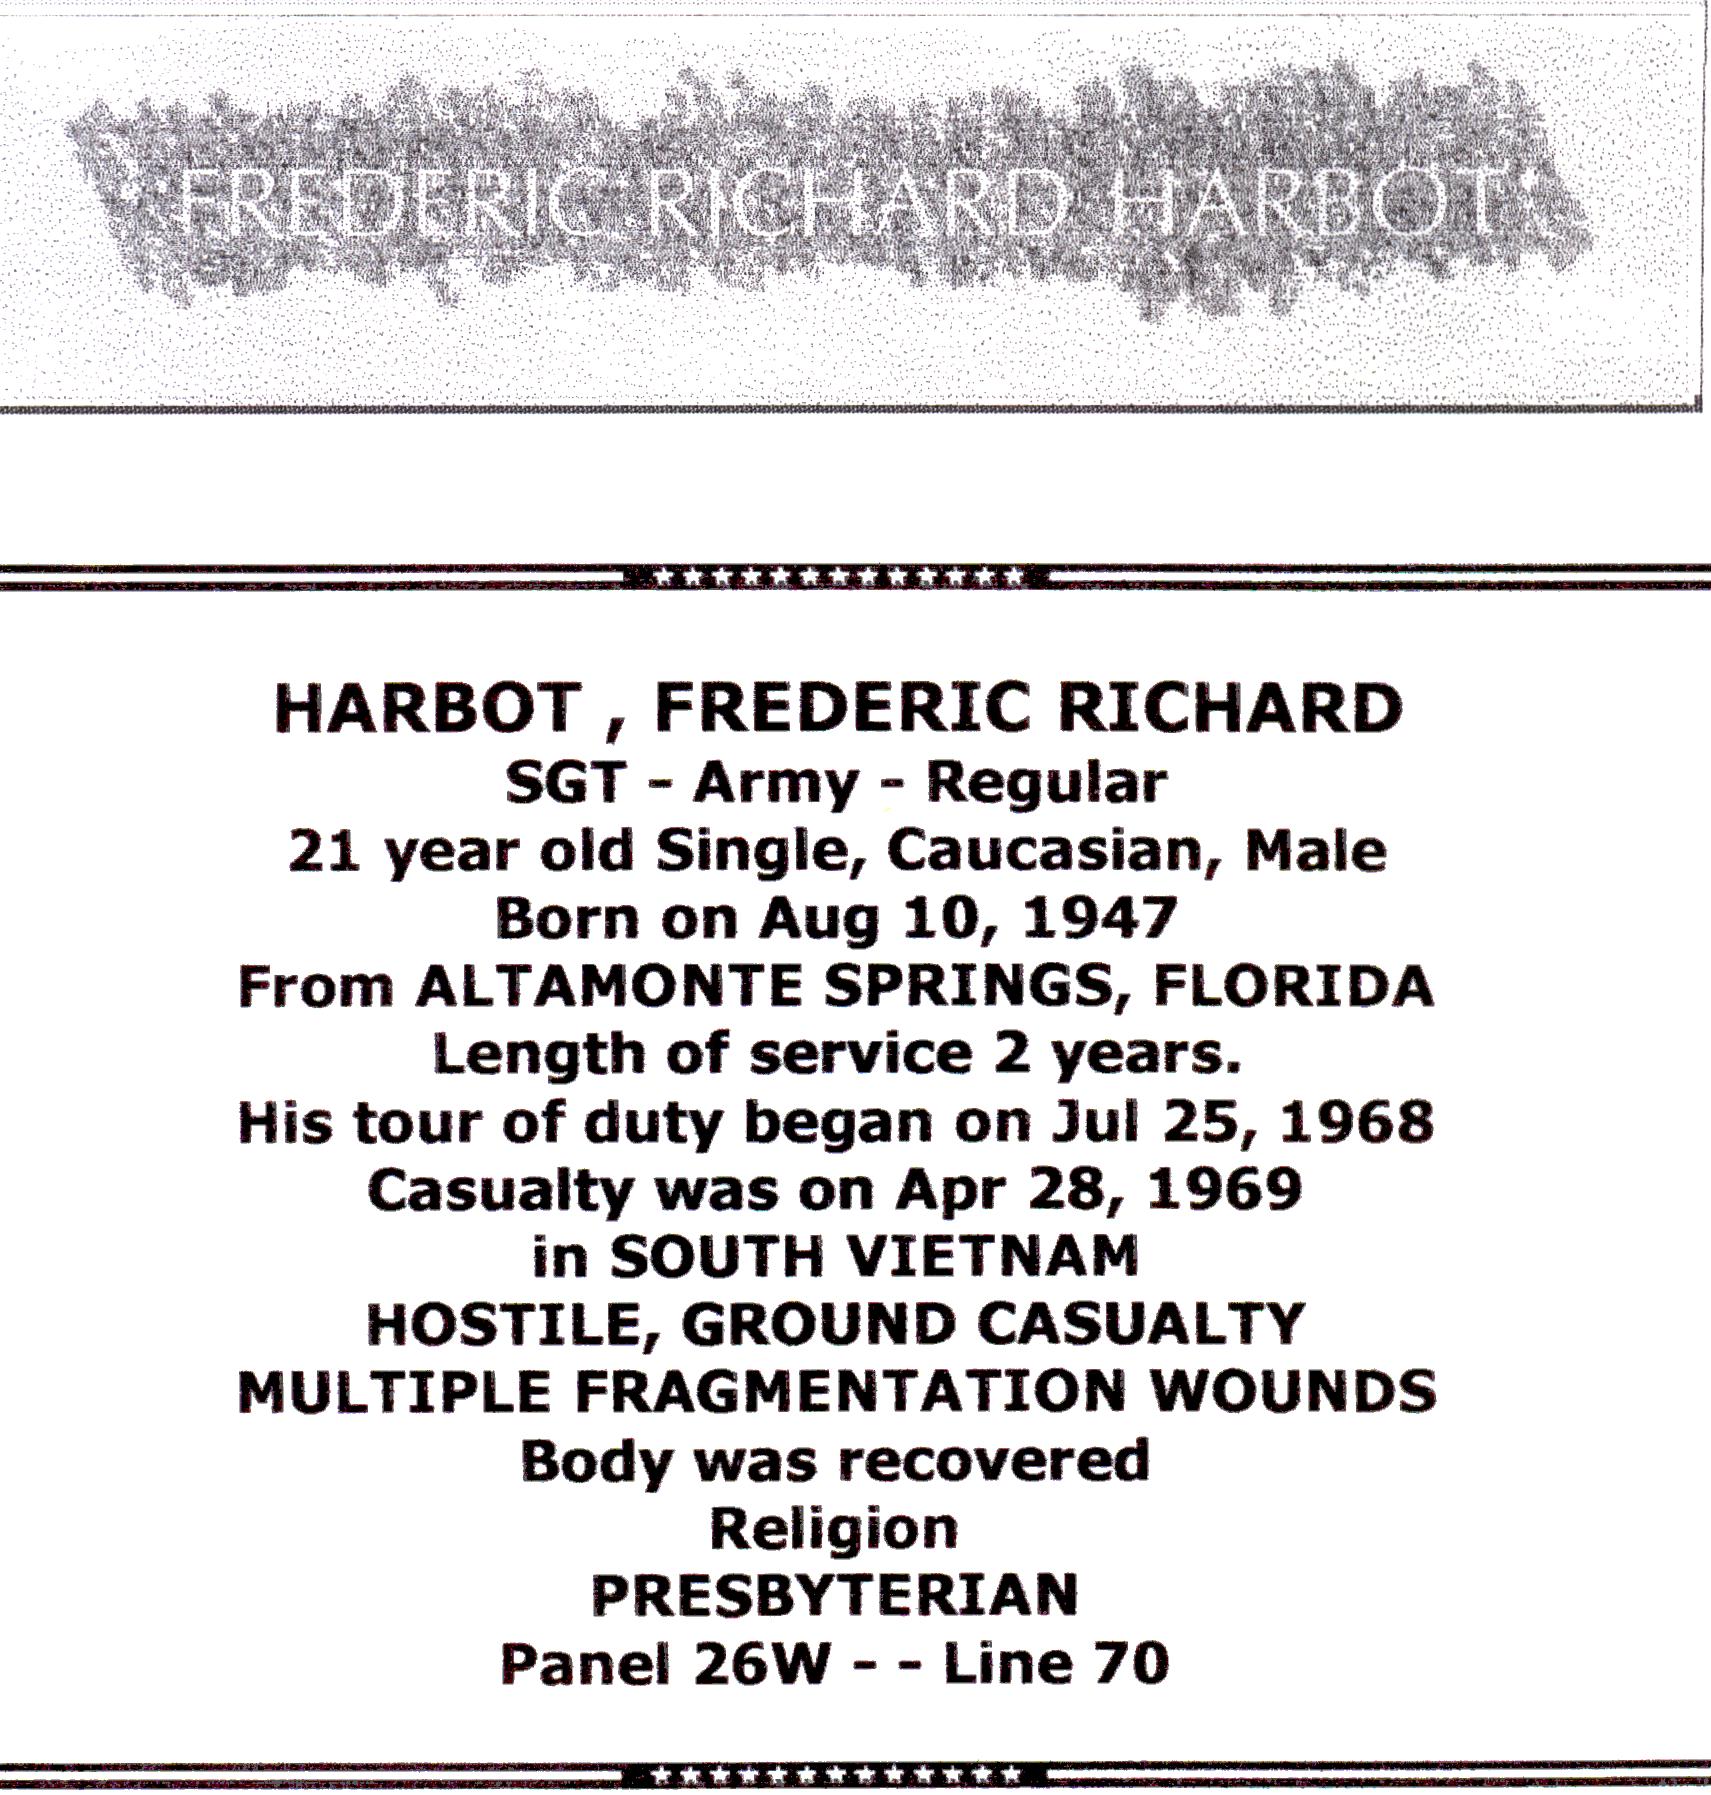 FREDERIC RICHARD HARBOT
HARBOT , FREDERIC RICHARD
SGT - Army - Regular
21 year old Single, Caucasian, Male
Born on Aug 10, 1947
From ALTAMONTE SPRINGS, FLORIDA
Length of service 2 years.
His tour of duty began on Jul 25, 1968
Casualty was on Apr 28, 1969
in SOUTH VIETNAM
HOSTILE, GROUND CASUALTY
MULTIPLE FRAGMENTATION WOUNDS
Body was recovered
Religion
PRESBYTERIAN
Panel 26W - - Line 70